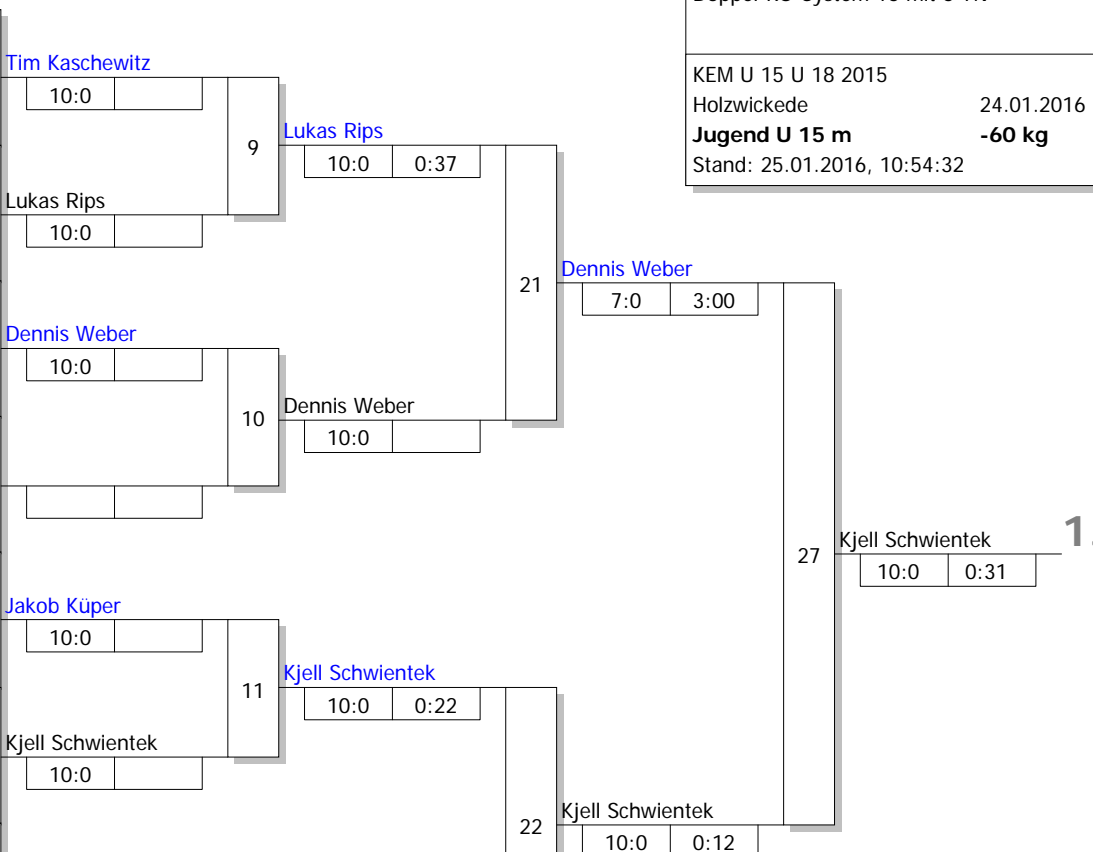 KEM U 15 U 18 2015
Holzwickede 24.01.2016
Jugend U 15 m -60 kg
Stand: 25.01.2016, 10:54:32
Tim Kaschewitz
10:0
9
Lukas Rips
10:0 0:37
Lukas Rips
10:0
21
Dennis Weber
7:0 3:00
Dennis Weber
10:0
10
Dennis Weber
10:0
27
Kjell Schwientek
10:0 0:31
1.
Jakob Küper
10:0
11
Kjell Schwientek
10:0 0:22
Kjell Schwientek
10:0
22
Kjell Schwientek
10:0 0:12